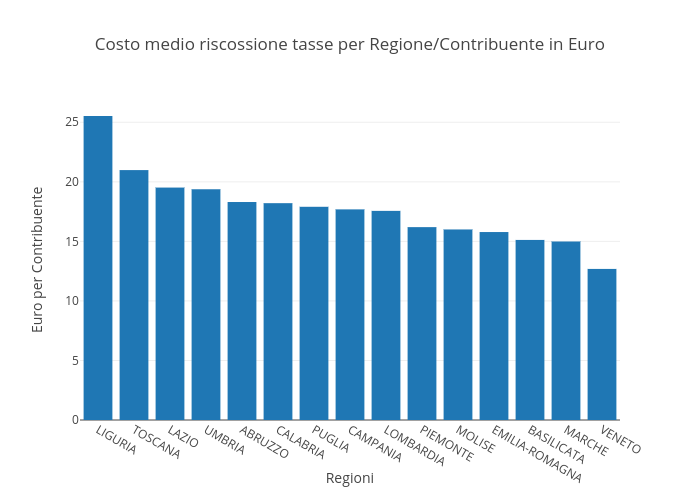 Costo medio riscossione tasse per Regione/Contribuente in Euro
Euro per Contribuente
25
20
15
10
5
0
LIGURIA
TOSCANA
LAZIO
UMBRIA
ABRUZZO
CALABRIA
PUGLIA
CAMPANIA
LOMBARDIA
PIEMONTE
MOLISE
EMILIA-ROMAGNA
BASILICATA
MARCHE
VENETO
Regioni